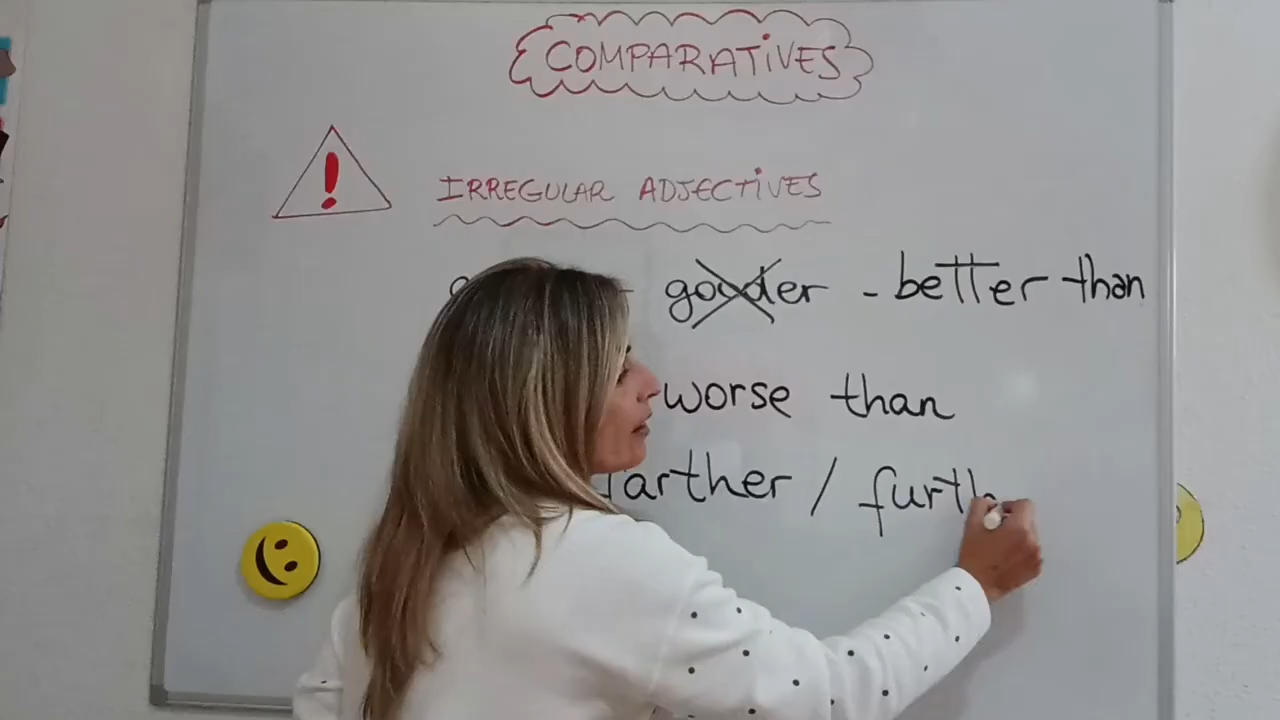 COMPARATIVES
!
IRREGULAR ADJECTIVES
gooder - better than
worse than
farther / furth